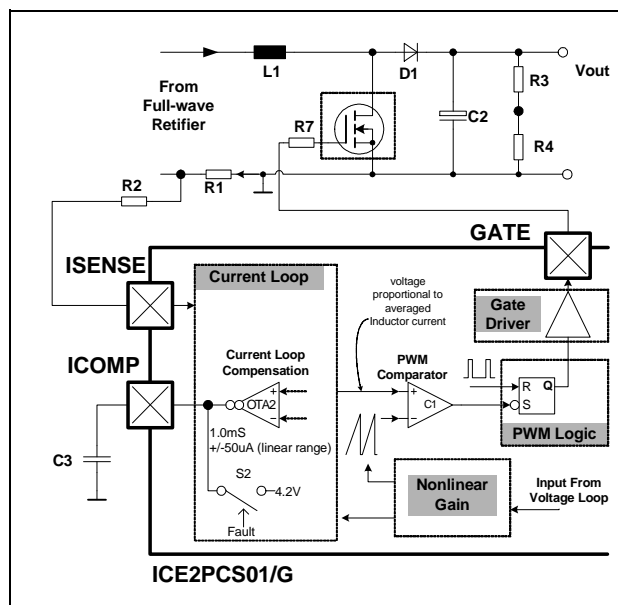 L1
D1
Vout
From
Full-wave
Retifier
R3
C2
R7
R4
R2
R1
GATE
ISENSE
Current Loop
voltage
proportional to
averaged
Inductor current
Gate
Driver
ICOMP
Current Loop
Compensation
PWM
Comparator
+
OTA2
−
+
C1
−
R
Q
S
PWM Logic
1.0mS
+/-50uA (linear range)
C3
S2
4.2V
Fault
Nonlinear
Gain
Input From
Voltage Loop
ICE2PCS01/G